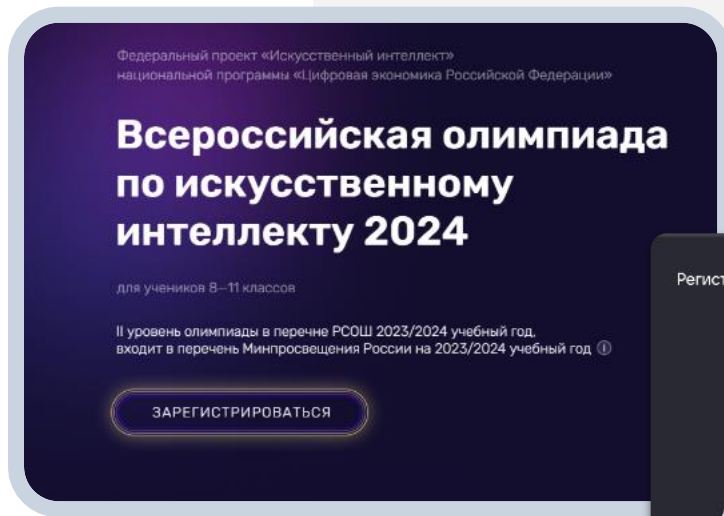 Федеральный проект «Искусственный интеллект»
национальной программы «Цифровая экономика Российской Федерации»
Всероссийская олимпиада
по искусственному
интеллекту 2024
для учеников 8–11 классов
II уровень олимпиады в перечне РСОШ 2023/2024 учебный год,
входит в перечень Минпросвещения России на 2023/2024 учебный год
ЗАРЕГИСТРИРОВАТЬСЯ